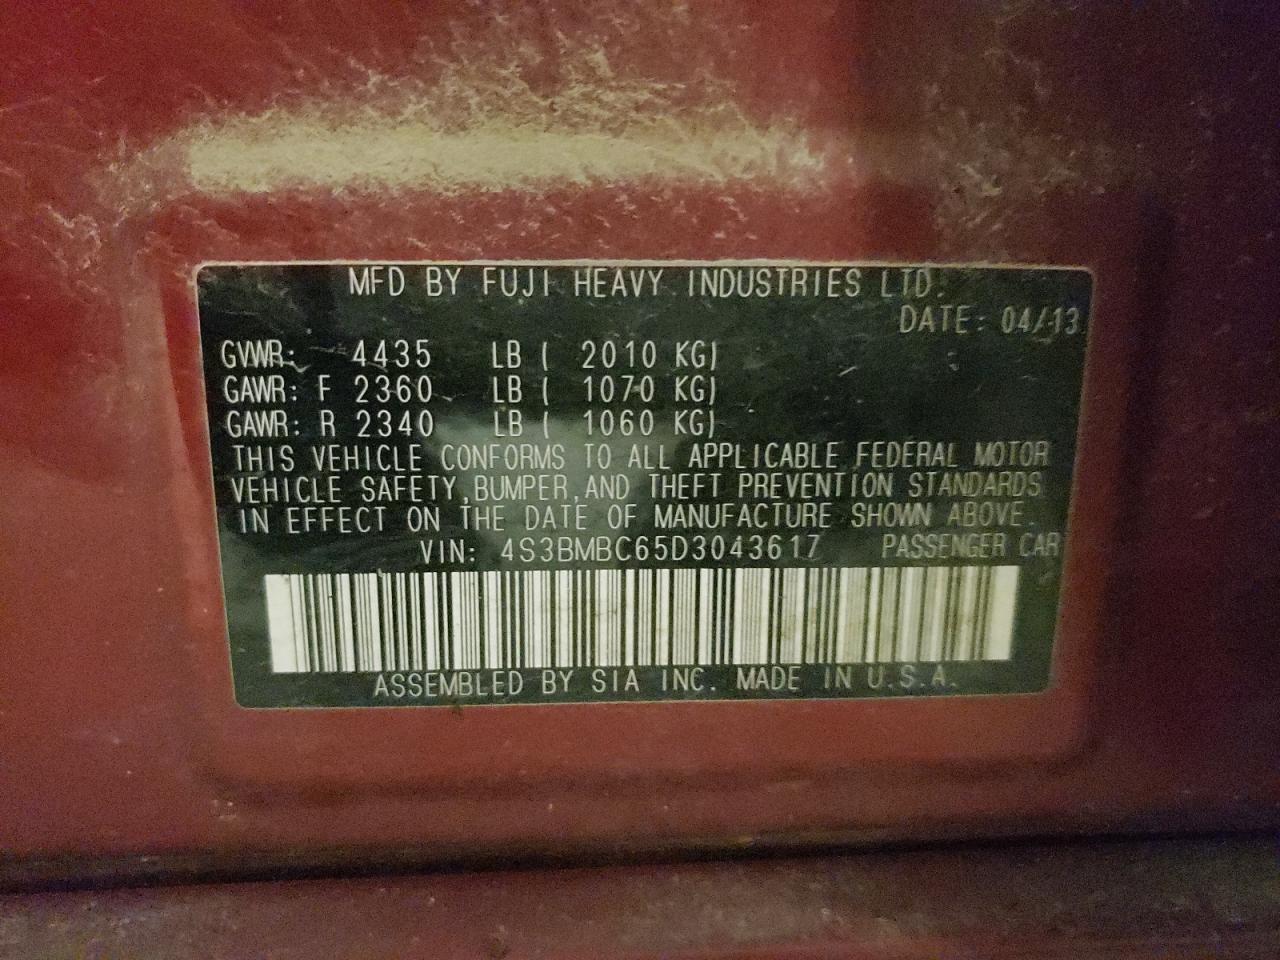 MFD BY FUJI HEAVY INDUSTRIES LTD.
DATE: 04/13
GVWR: 4435 LB ( 2010 KG)
GAWR: F 2360 LB ( 1070 KG)
GAWR: R 2340 LB ( 1060 KG)
THIS VEHICLE CONFORMS TO ALL APPLICABLE FEDERAL MOTOR
VEHICLE SAFETY, BUMPER, AND THEFT PREVENTION STANDARDS
IN EFFECT ON THE DATE OF MANUFACTURE SHOWN ABOVE.
VIN: 4S3BMBC65D3043617 PASSENGER CAR
ASSEMBLED BY SIA INC. MADE IN U.S.A.